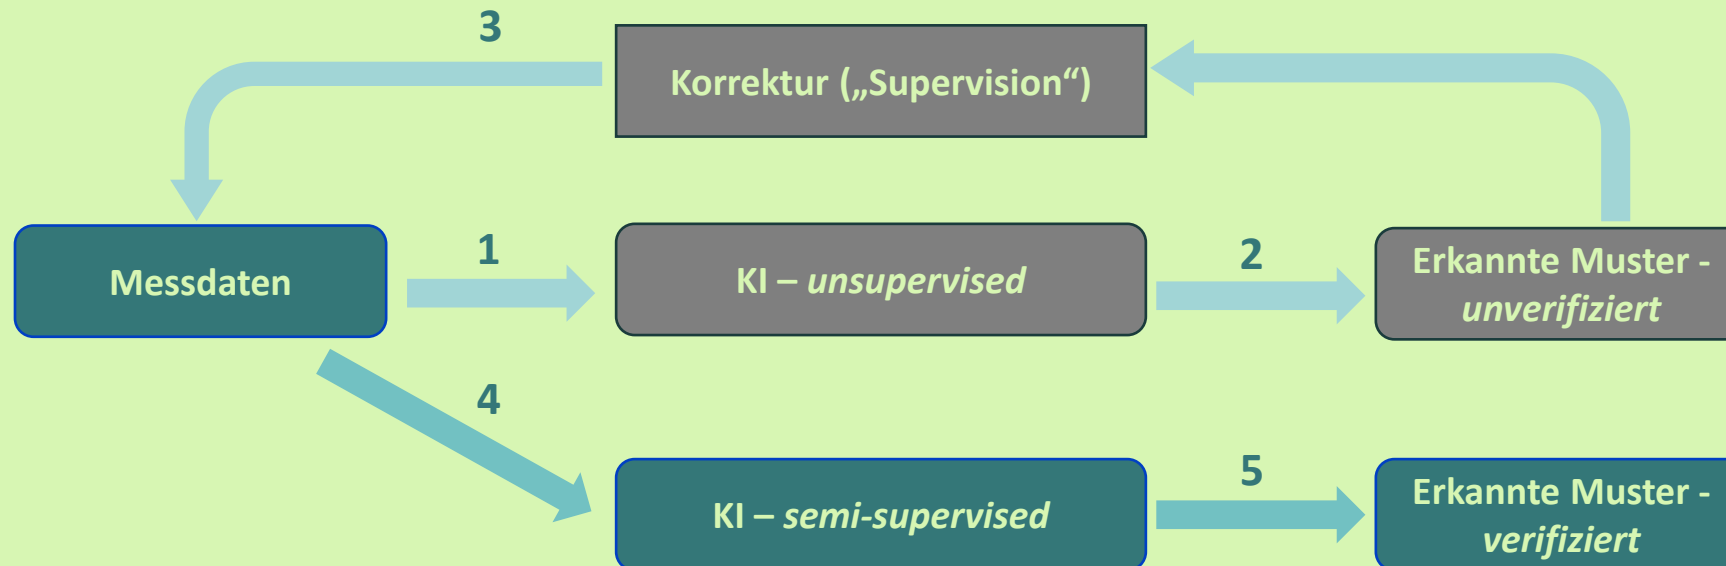 3
Korrektur („Supervision“)
Messdaten
1
KI – unsupervised
2
Erkannte Muster -
unverifiziert
4
KI – semi-supervised
5
Erkannte Muster -
verifiziert